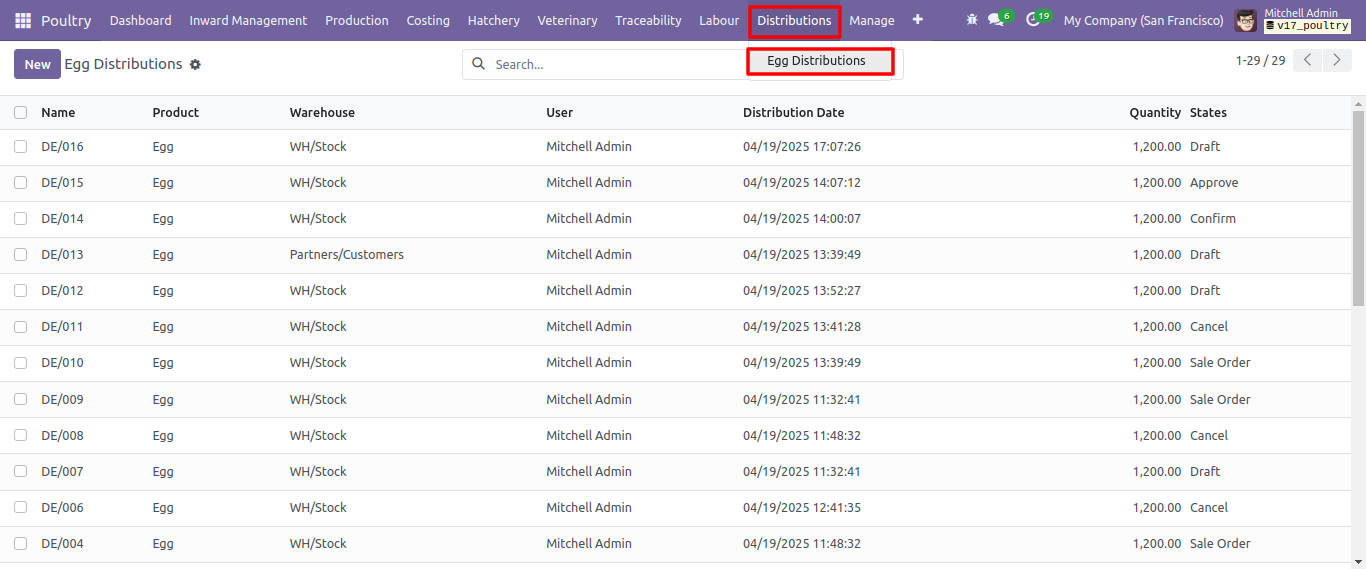 Poultry Dashboard Inward Management Production Costing Hatchery Veterinary Traceability Labour Distributions Manage + 6 19 My Company (San Francisco) Mitchell Admin
v17_poultry
New Egg Distributions Search... Egg Distributions 1-29 / 29
Name Product Warehouse User Distribution Date Quantity States
DE/016 Egg WH/Stock Mitchell Admin 04/19/2025 17:07:26 1,200.00 Draft
DE/015 Egg WH/Stock Mitchell Admin 04/19/2025 14:07:12 1,200.00 Approve
DE/014 Egg WH/Stock Mitchell Admin 04/19/2025 14:00:07 1,200.00 Confirm
DE/013 Egg Partners/Customers Mitchell Admin 04/19/2025 13:39:49 1,200.00 Draft
DE/012 Egg WH/Stock Mitchell Admin 04/19/2025 13:52:27 1,200.00 Draft
DE/011 Egg WH/Stock Mitchell Admin 04/19/2025 13:41:28 1,200.00 Cancel
DE/010 Egg WH/Stock Mitchell Admin 04/19/2025 13:39:49 1,200.00 Sale Order
DE/009 Egg WH/Stock Mitchell Admin 04/19/2025 11:32:41 1,200.00 Sale Order
DE/008 Egg WH/Stock Mitchell Admin 04/19/2025 11:48:32 1,200.00 Cancel
DE/007 Egg WH/Stock Mitchell Admin 04/19/2025 11:32:41 1,200.00 Draft
DE/006 Egg WH/Stock Mitchell Admin 04/19/2025 12:41:35 1,200.00 Cancel
DE/004 Egg WH/Stock Mitchell Admin 04/19/2025 11:48:32 1,200.00 Sale Order